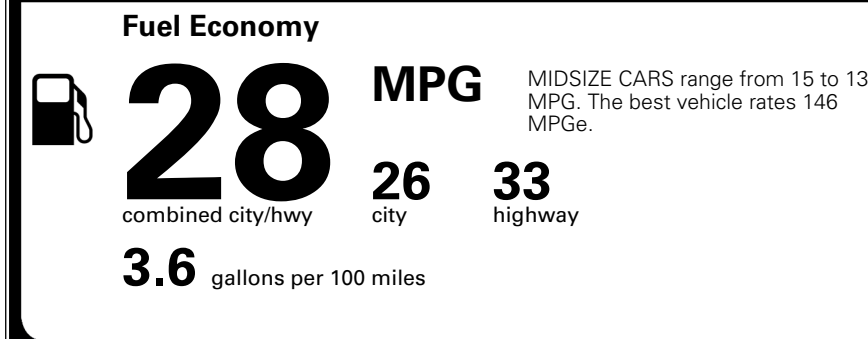 Fuel Economy
28 MPG
MIDSIZE CARS range from 15 to
MPG. The best vehicle rates 146
MPGe.
combined city/hwy
26
city
33
highway
3.6 gallons per 100 miles